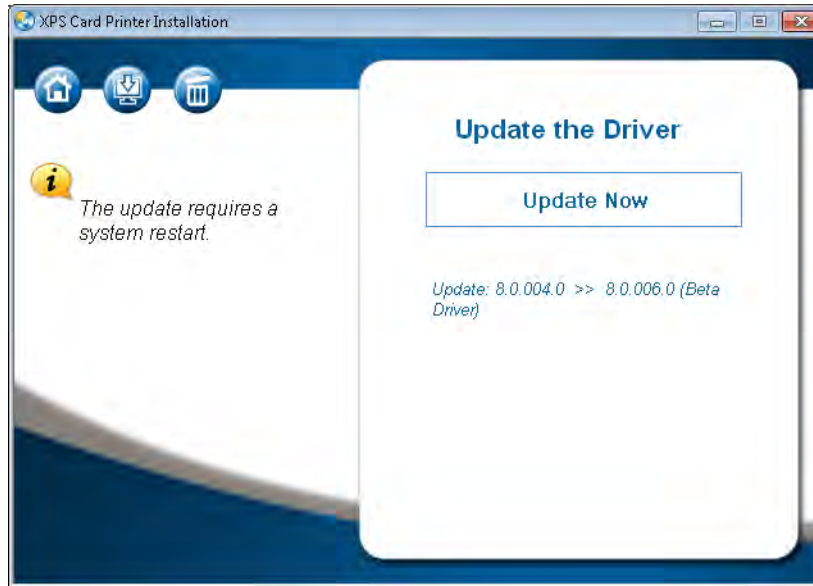 XPS Card Printer Installation
Update the Driver
Update Now
The update requires a
system restart.
Update: 8.0.004.0 >> 8.0.006.0 (Beta
Driver)